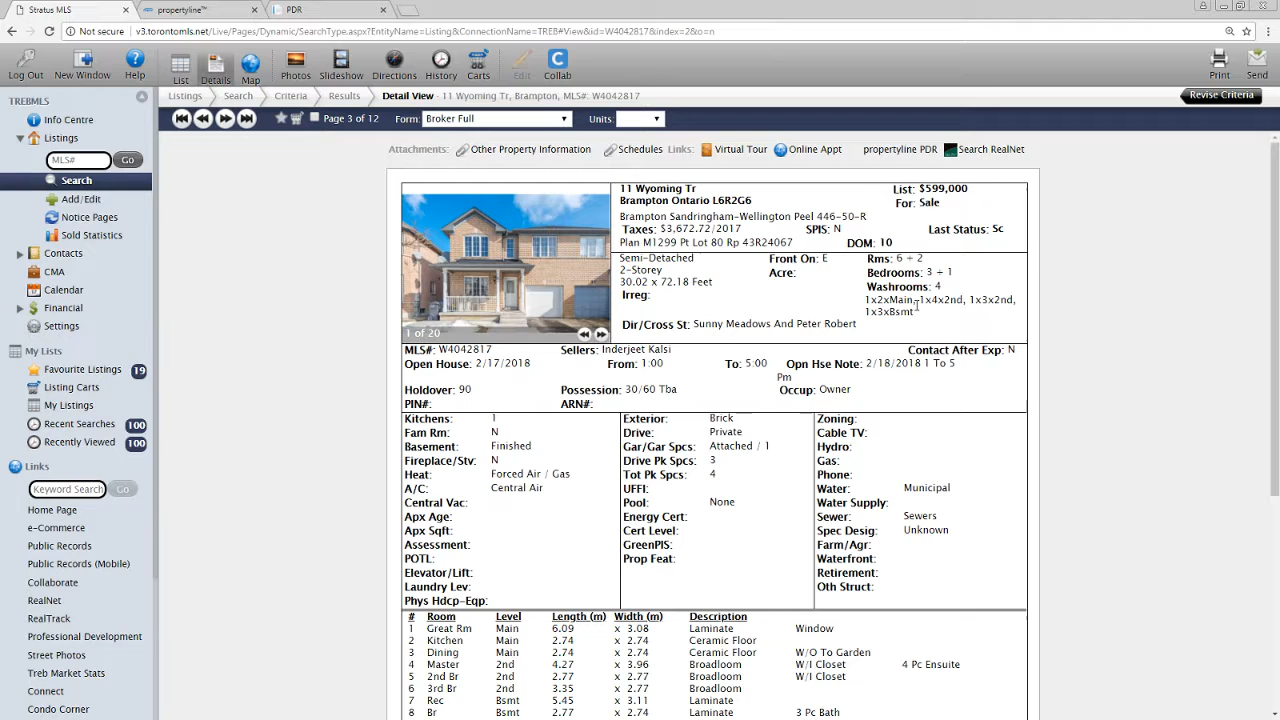 Stratus MLS × propertyline™ × PDR ×
Not secure v3.torontomls.net/Live/Pages/Dynamic/SearchType.aspx?EntityName=Listing&ConnectionName=TREB#View&id=W4042817&index=2&o=n
Log Out New Window Help List Details Map Photos Slideshow Directions History Carts Edit Collab Print Send
TREBMLS
Listings Search Criteria Results Detail View - 11 Wyoming Tr, Brampton, MLS#: W4042817 Revise Criteria
Page 3 of 12 Form: Broker Full Units:
Info Centre
Listings
MLS# Go
Search
Add/Edit
Notice Pages
Sold Statistics
Contacts
CMA
Calendar
Financial
Settings
My Lists
Favourite Listings 19
Listing Carts
My Listings
Recent Searches 100
Recently Viewed 100
Links
Keyword Search Go
Home Page
e-Commerce
Public Records
Public Records (Mobile)
Collaborate
RealNet
RealTrack
Professional Development
Street Photos
Treb Market Stats
Connect
Condo Corner
Attachments: Other Property Information Schedules Links: Virtual Tour Online Appt propertyline PDR Search RealNet
1 of 20
11 Wyoming Tr List: $599,000
Brampton Ontario L6R2G6 For: Sale
Brampton Sandringham-Wellington Peel 446-50-R
Taxes: $3,672.72/2017 SPIS: N Last Status: Sc
Plan M1299 Pt Lot 80 Rp 43R24067 DOM: 10
Semi-Detached Front On: E Rms: 6 + 2
2-Storey Acre: Bedrooms: 3 + 1
30.02 x 72.18 Feet Washrooms: 4
Irreg: 1x2xMain, 1x4x2nd, 1x3x2nd,
1x3xBsmt
Dir/Cross St: Sunny Meadows And Peter Robert
MLS#: W4042817 Sellers: Inderjeet Kalsi Contact After Exp: N
Open House: 2/17/2018 From: 1:00 To: 5:00 Opn Hse Note: 2/18/2018 1 To 5
Pm
Holdover: 90 Possession: 30/60 Tba Occup: Owner
PIN#: ARN#:
Kitchens: 1 Exterior: Brick Zoning:
Fam Rm: N Drive: Private Cable TV:
Basement: Finished Gar/Gar Spcs: Attached / 1 Hydro:
Fireplace/Stv: N Drive Pk Spcs: 3 Gas:
Heat: Forced Air / Gas Tot Pk Spcs: 4 Phone:
A/C: Central Air UFFI: Water: Municipal
Central Vac: Pool: None Water Supply:
Apx Age: Energy Cert: Sewer: Sewers
Apx Sqft: Cert Level: Spec Desig: Unknown
Assessment: GreenPIS: Farm/Agr:
POTL: Prop Feat: Waterfront:
Elevator/Lift: Retirement:
Laundry Lev: Oth Struct:
Phys Hdcp-Eqp:
# Room Level Length (m) Width (m) Description
1 Great Rm Main 6.09 x 3.08 Laminate Window
2 Kitchen Main 2.74 x 2.74 Ceramic Floor
3 Dining Main 2.74 x 2.74 Ceramic Floor W/O To Garden
4 Master 2nd 4.27 x 3.96 Broadloom W/I Closet 4 Pc Ensuite
5 2nd Br 2nd 2.77 x 2.77 Broadloom W/I Closet
6 3rd Br 2nd 3.35 x 2.77 Broadloom
7 Rec Bsmt 5.45 x 3.11 Laminate
8 Br Bsmt 2.77 x 2.74 Laminate 3 Pc Bath